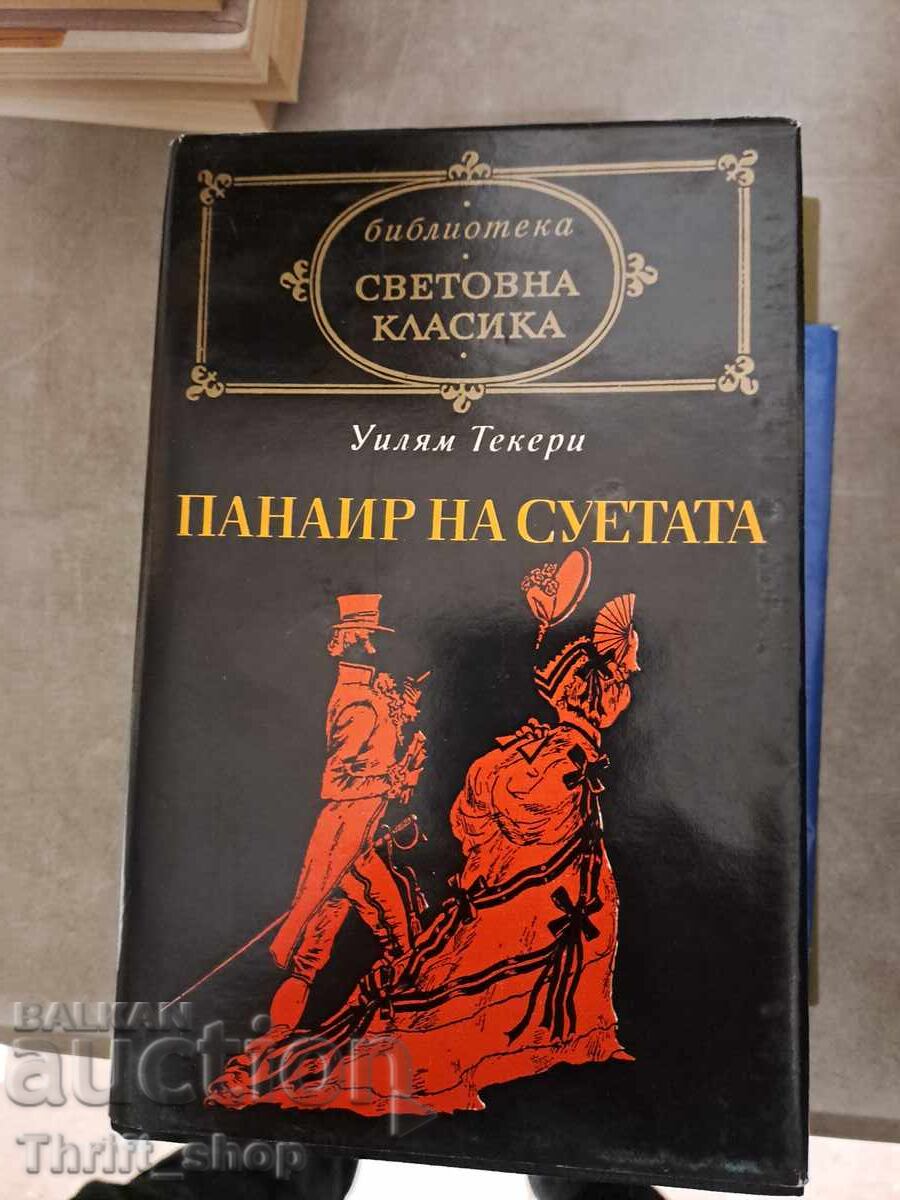 библиотека
СВЕТОВНА
КЛАСИКА
Уилям Текери
ПАНАИР НА СУЕТАТА
BALKAN
auction
Thrift_shop